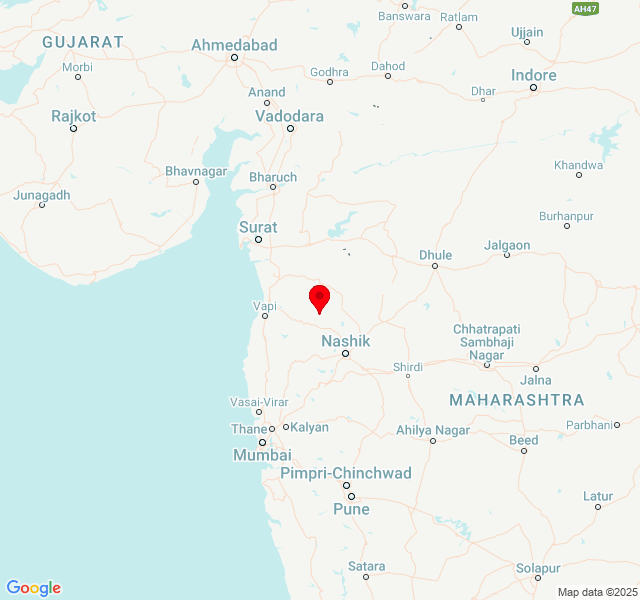 AH47
Banswara
Ratlam
GUJARAT
Ujjain
Ahmedabad
Morbi
Dahod
Godhra
Indore
Anand
Dhar
Rajkot
Vadodara
Khandwa
Bhavnagar
Bharuch
Junagadh
Burhanpur
Surat
Jalgaon
Dhule
Vapi
Nashik
Chhatrapati
Sambhaji
Nagar
Shirdi
Jalna
Vasai-Virar
MAHARASHTRA
Thane
Kalyan
Ahilya Nagar
Parbhani
Beed
Mumbai
Pimpri-Chinchwad
Latur
Pune
Satara
Solapur
Google
Map data ©2025